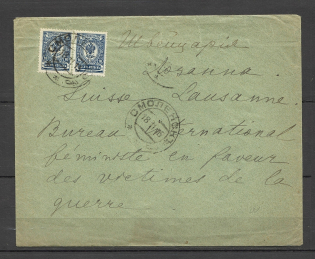 Швейцарія
Лозанна.
Suisse Lausanne.
Bureau International
féministe en faveur
des victimes de la
guerre
СМОЛЕНСКЪ